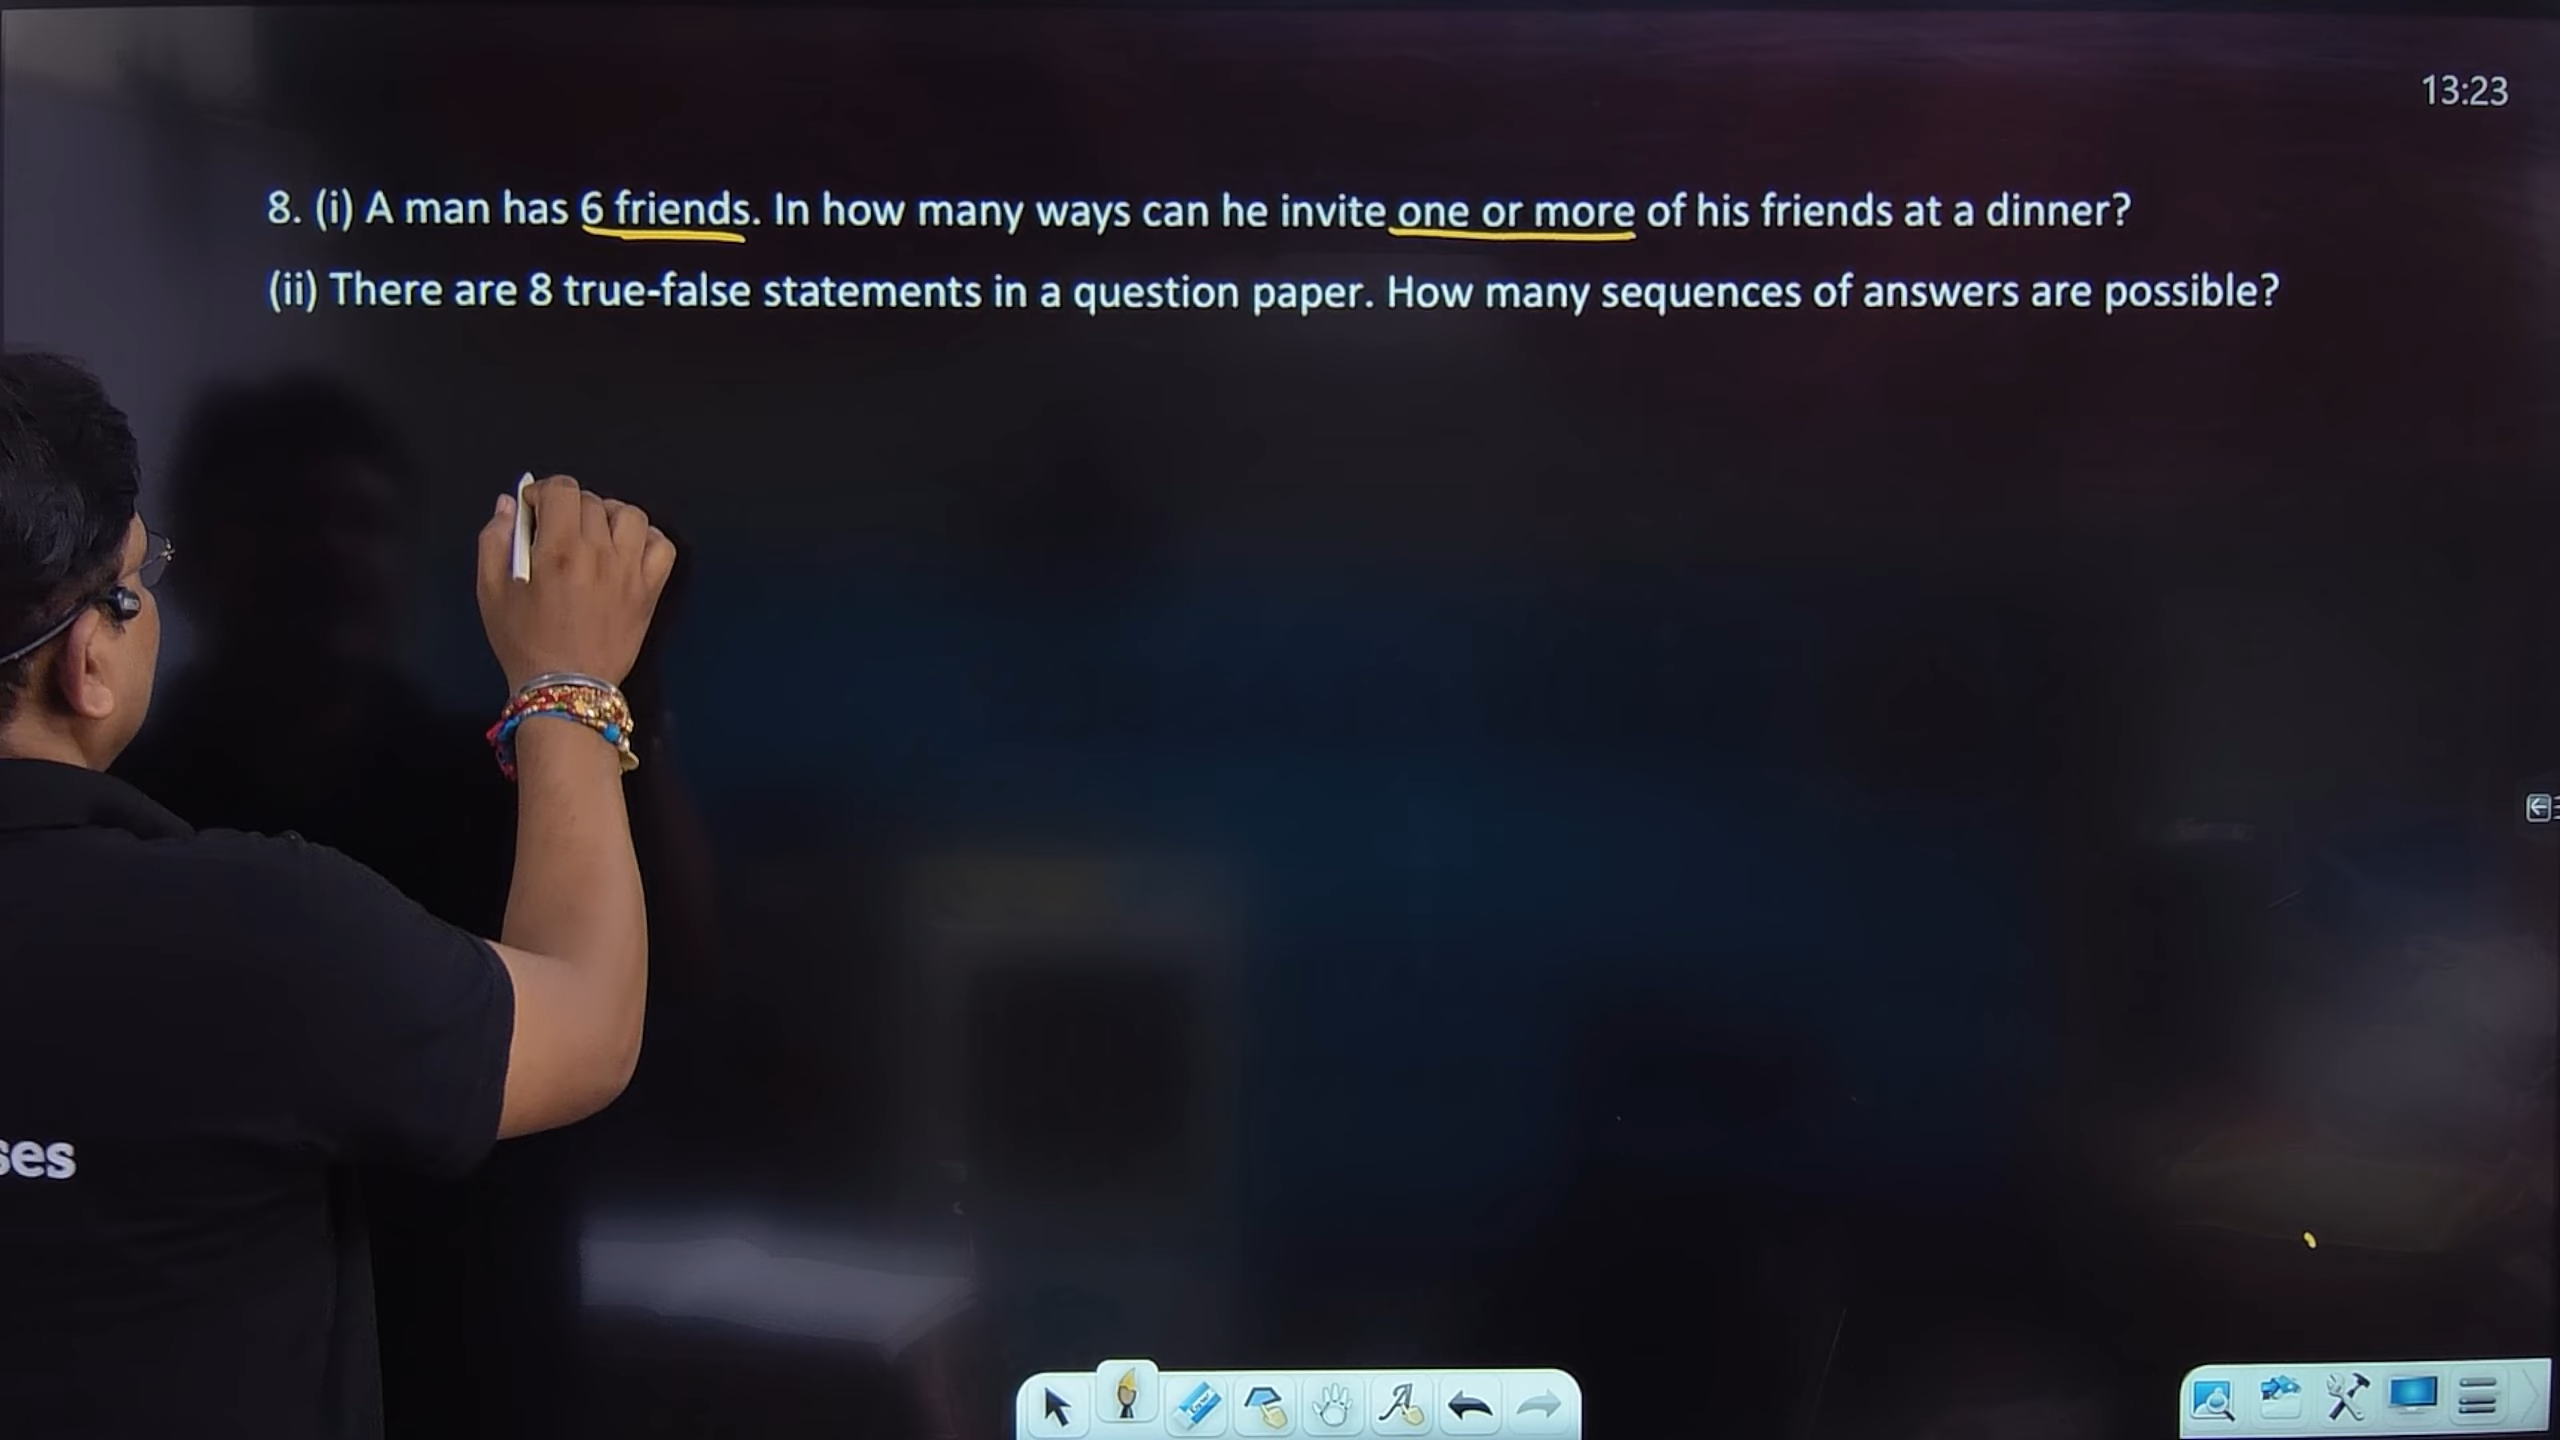 13:23
8. (i) A man has 6 friends. In how many ways can he invite one or more of his friends at a dinner?
(ii) There are 8 true-false statements in a question paper. How many sequences of answers are possible?
ses